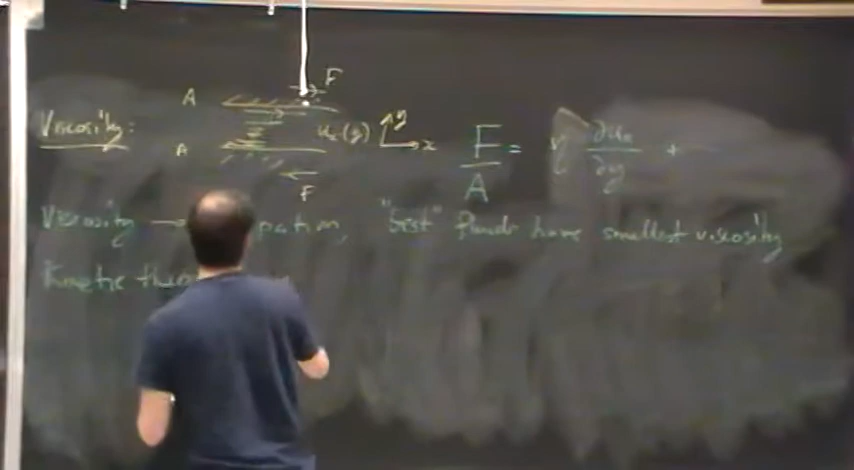 F
A
Viscosity: A uₓ(y) y x F/A = η ∂uₓ/∂y +
F
Viscosity → pation, "best" fluids have smallest viscosity
Kinetic